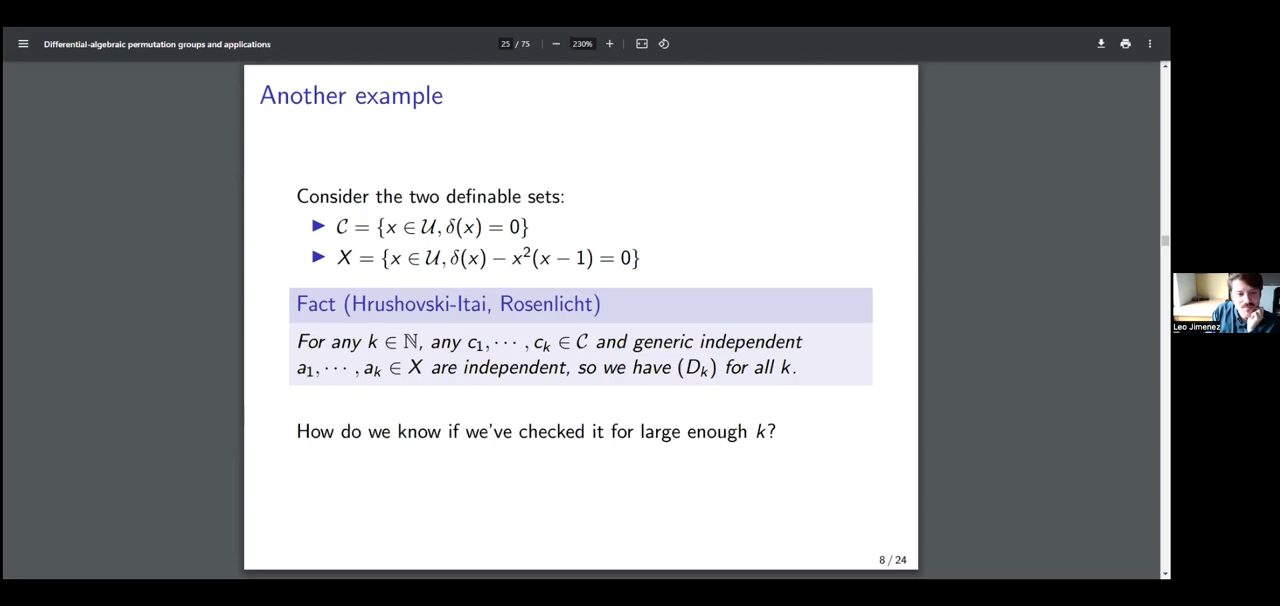 Differential-algebraic permutation groups and applications
25 / 75
230%
Another example
Consider the two definable sets:
▶ 𝒞 = {x ∈ 𝒰, δ(x) = 0}
▶ X = {x ∈ 𝒰, δ(x) − x²(x − 1) = 0}
Fact (Hrushovski-Itai, Rosenlicht)
For any k ∈ ℕ, any c₁, ⋯ , cₖ ∈ 𝒞 and generic independent
a₁, ⋯ , aₖ ∈ X are independent, so we have (Dₖ) for all k.
How do we know if we've checked it for large enough k?
8 / 24
Leo Jimenez